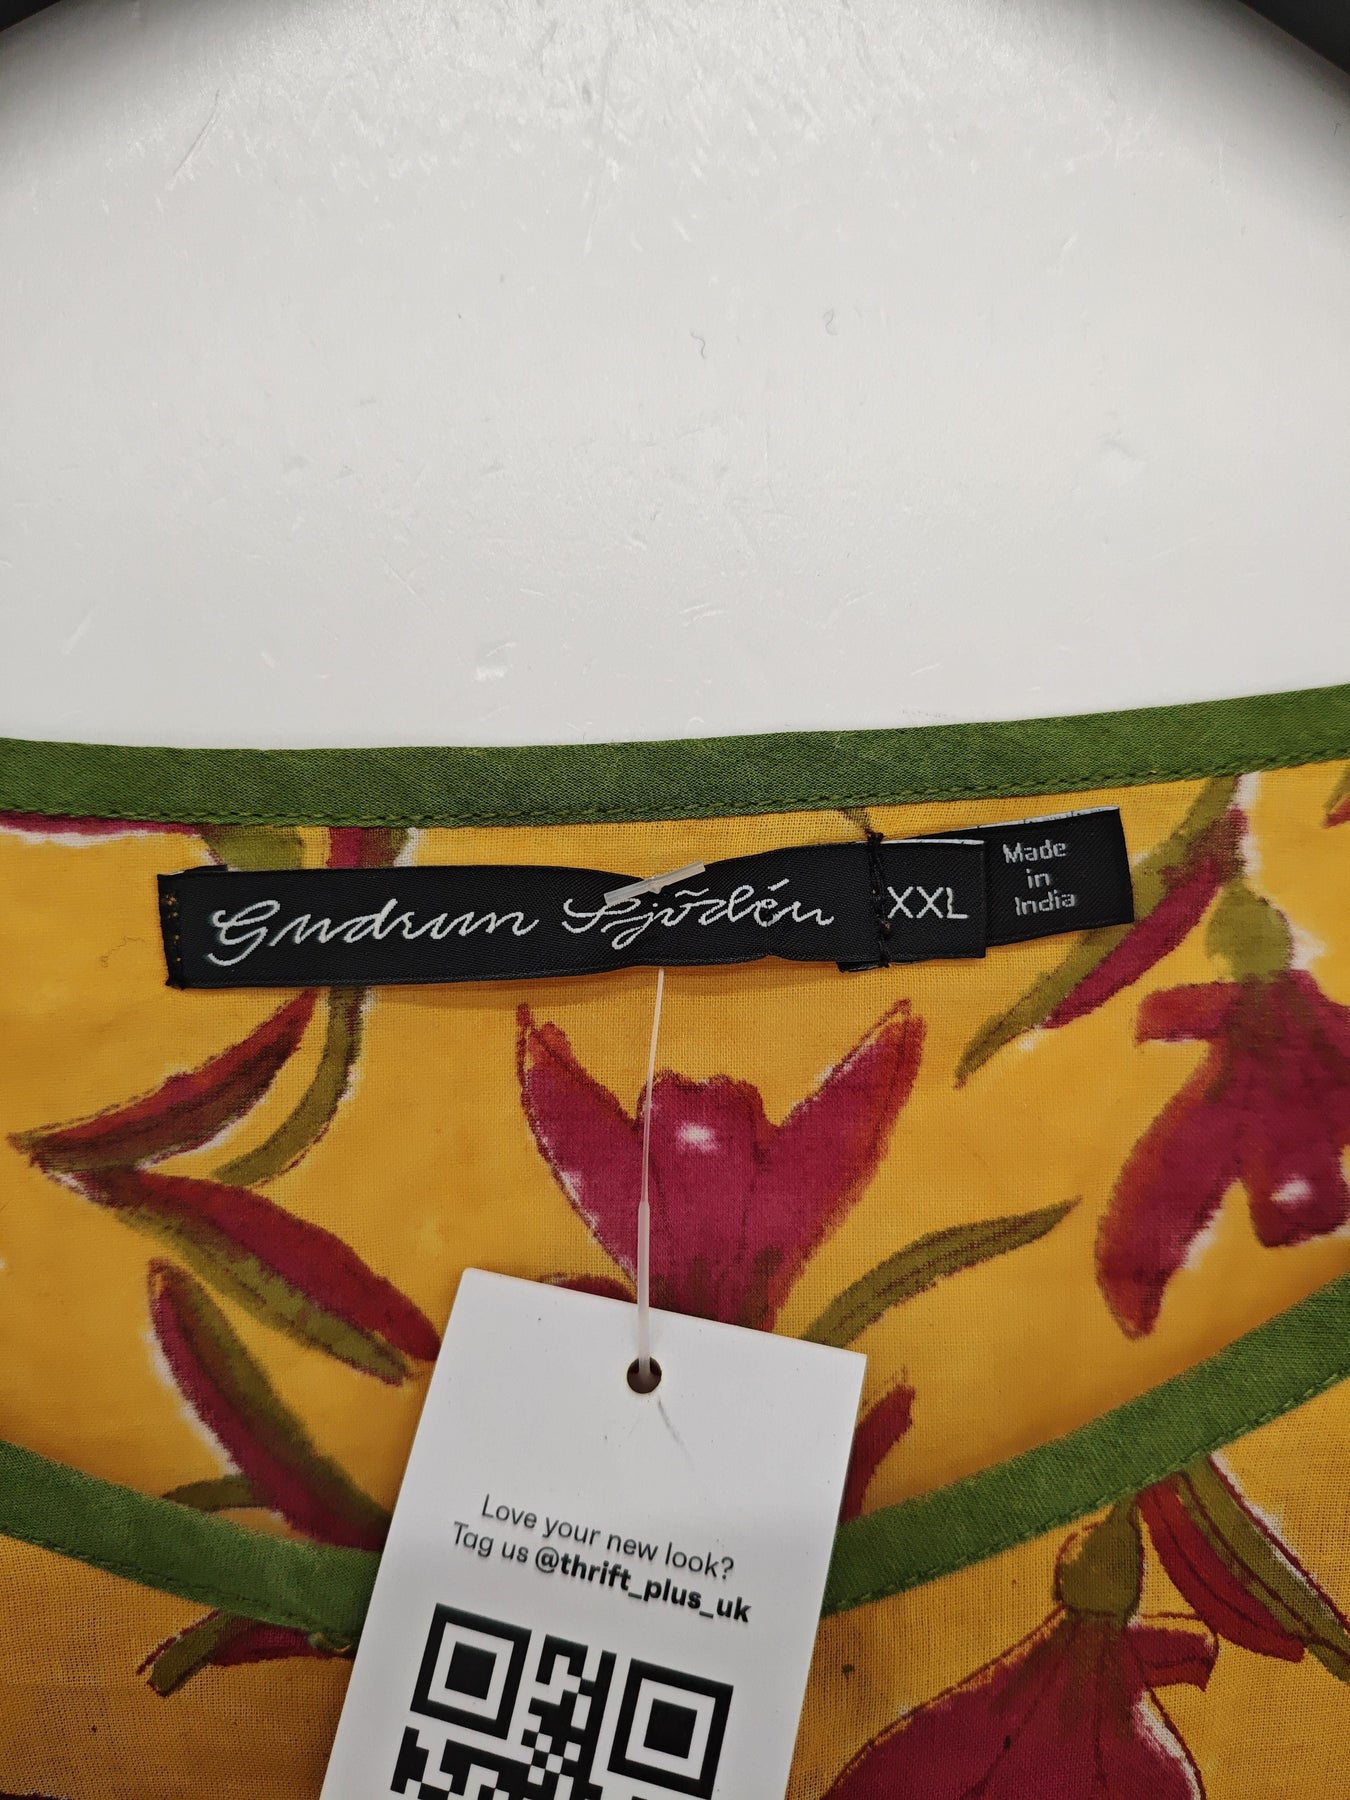 Gudrun Sjödén
XXL
Made
in
India
Love your new look?
Tag us @thrift_plus_uk